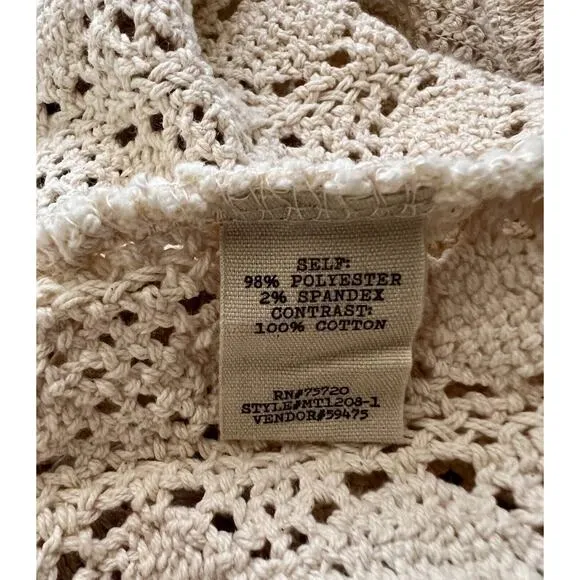 SELF:
98% POLYESTER
2% SPANDEX
CONTRAST:
100% COTTON
RN#75720
STYLE#MT1208-1
VENDOR#59475